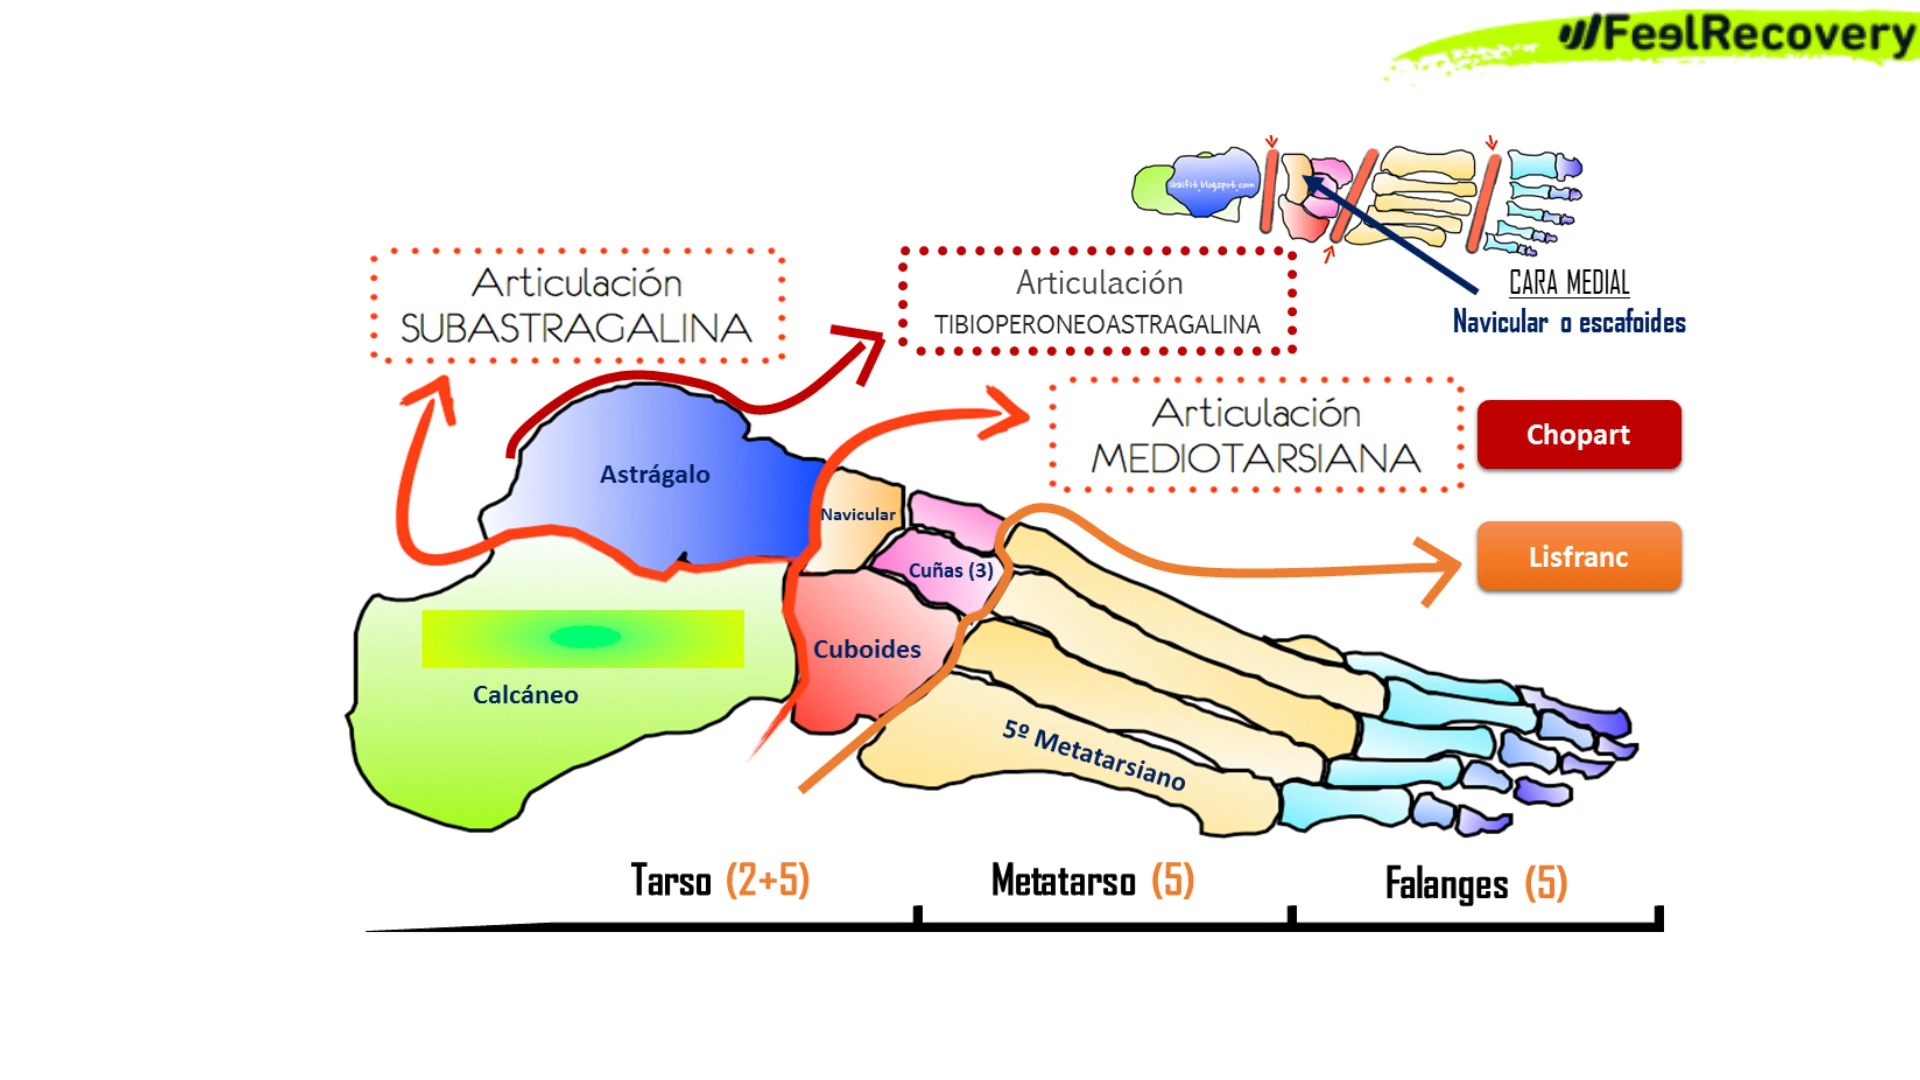 FeelRecovery
CARA MEDIAL
Navicular o escafoides
Articulación
SUBASTRAGALINA
Articulación
TIBIOPERONEOASTRAGALINA
Articulación
MEDIOTARSIANA
Chopart
Lisfranc
Astrágalo
Navicular
Cuñas (3)
Cuboides
Calcáneo
5º Metatarsiano
Tarso (2+5)
Metatarso (5)
Falanges (5)